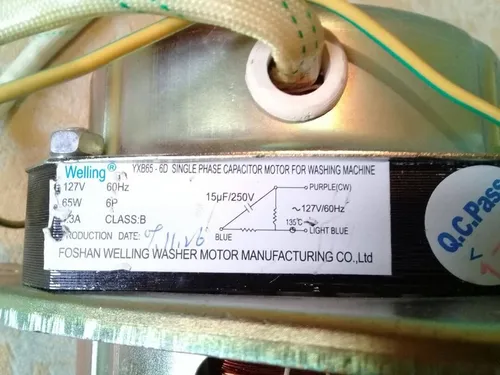 Welling® YXB65-6D SINGLE PHASE CAPACITOR MOTOR FOR WASHING MACHINE
127V 60Hz
65W 6P
.3A CLASS:B
PRODUCTION DATE:
15μF/250V
PURPLE(CW)
~127V/60Hz
135℃
BLUE
LIGHT BLUE
FOSHAN WELLING WASHER MOTOR MANUFACTURING CO.,Ltd
Q.C.Pass